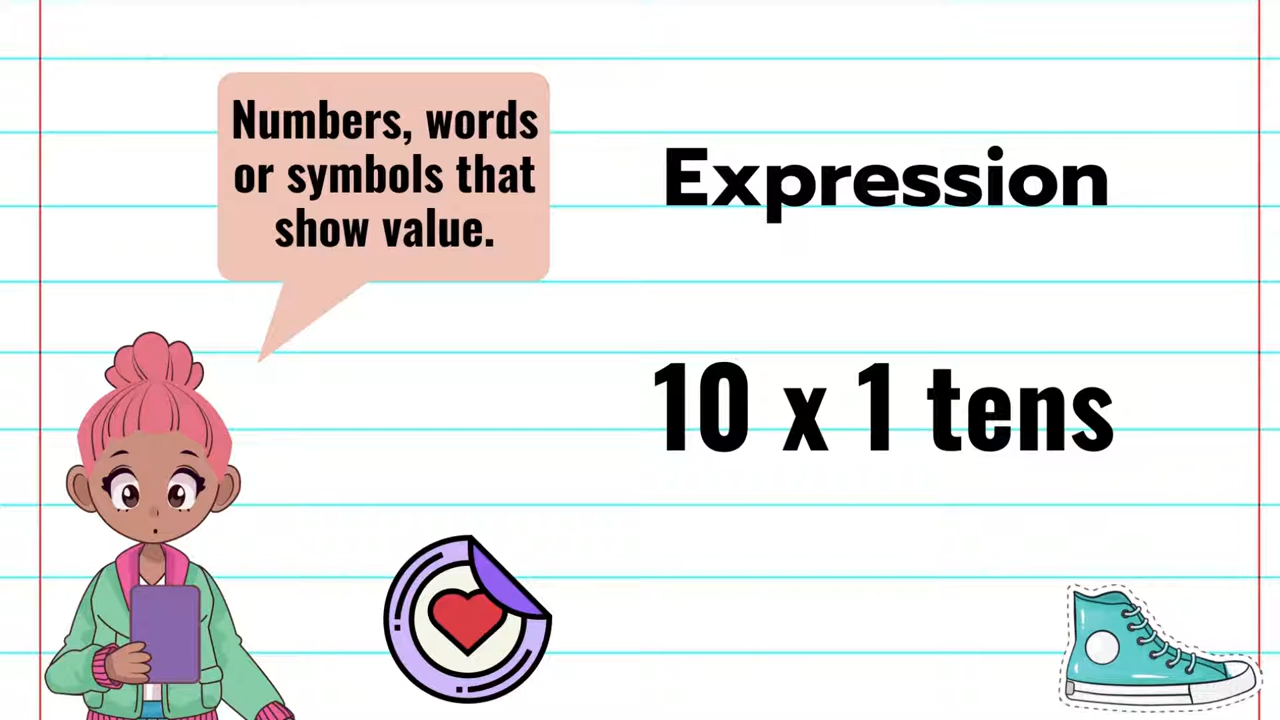 Numbers, words
or symbols that
show value.
Expression
10 x 1 tens